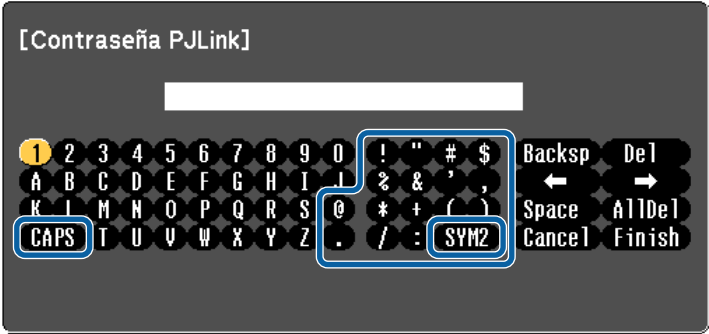 [Contraseña PJLink]
1 2 3 4 5 6 7 8 9 0 ! " # $ Backsp Del
A B C D E F G H I J % & ' , ← →
K L M N O P Q R S @ * + ( ) Space AllDel
CAPS T U V W X Y Z . / : SYM2 Cancel Finish